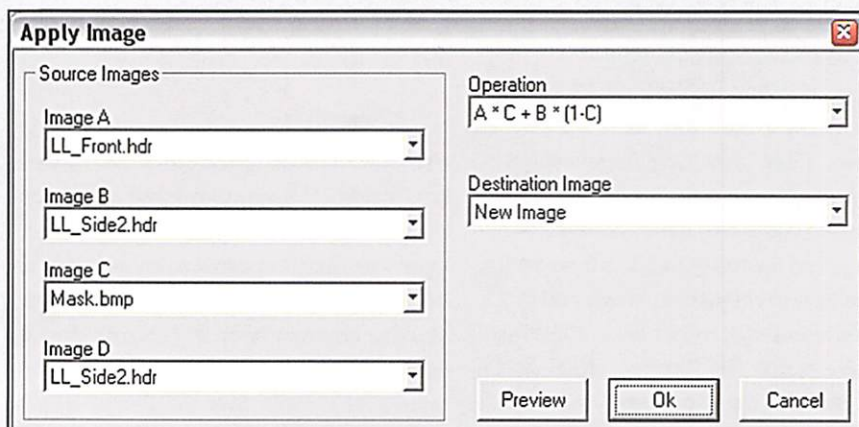 Apply Image
Source Images
Image A
LL_Front.hdr
Image B
LL_Side2.hdr
Image C
Mask.bmp
Image D
LL_Side2.hdr
Operation
A * C + B * (1-C)
Destination Image
New Image
Preview
Ok
Cancel